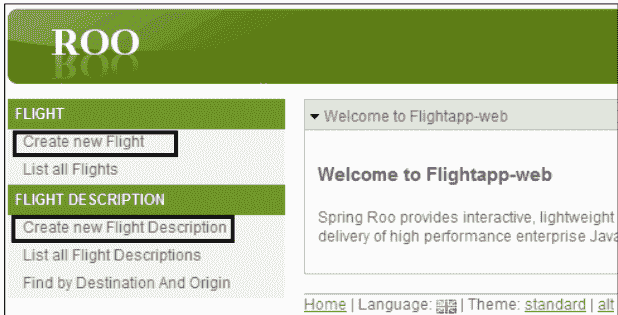 ROO
FLIGHT
Create new Flight
List all Flights
FLIGHT DESCRIPTION
Create new Flight Description
List all Flight Descriptions
Find by Destination And Origin
Welcome to Flightapp-web
Welcome to Flightapp-web
Spring Roo provides interactive, lightweight
delivery of high performance enterprise Java
Home | Language: | Theme: standard | alt